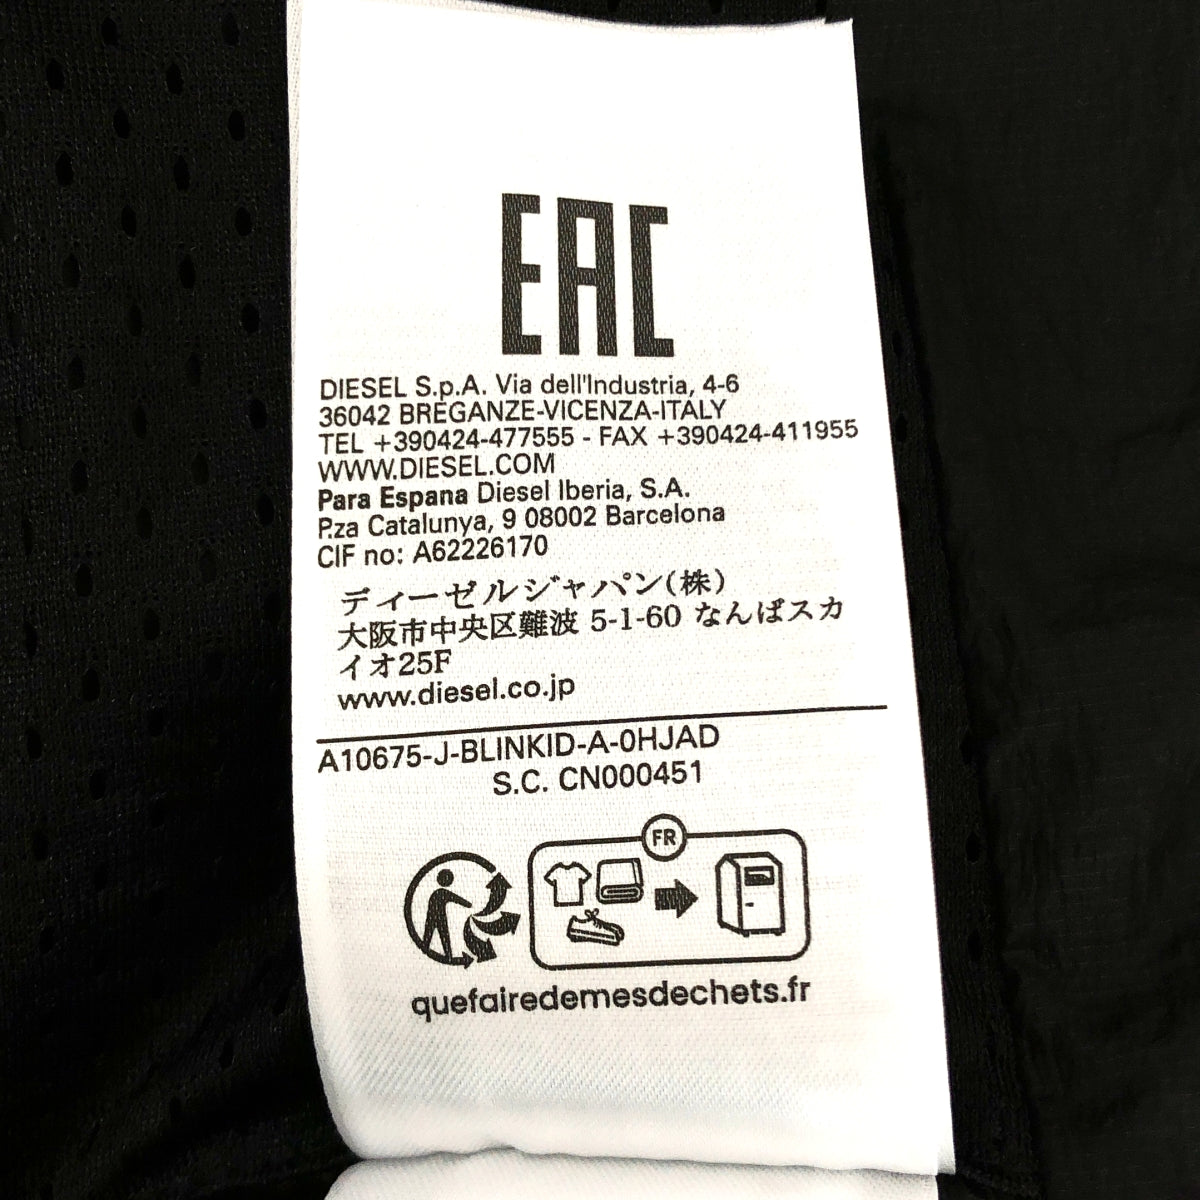 EAC
DIESEL S.p.A. Via dell'Industria, 4-6
36042 BREGANZE-VICENZA-ITALY
TEL +390424-477555 - FAX +390424-411955
WWW.DIESEL.COM
Para Espana Diesel Iberia, S.A.
P.za Catalunya, 9 08002 Barcelona
CIF no: A62226170
ディーゼルジャパン(株)
大阪市中央区難波 5-1-60 なんばスカ
イオ25F
www.diesel.co.jp
A10675-J-BLINKID-A-0HJAD
S.C. CN000451
FR
quefairedemesdechets.fr